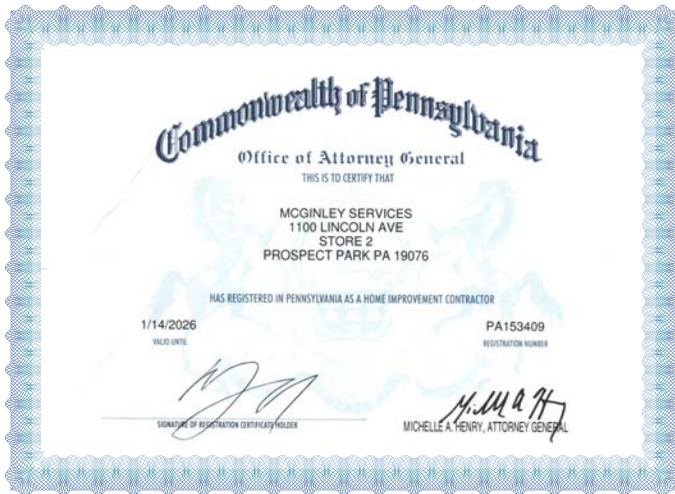 Commonwealth of Pennsylvania
Office of Attorney General
THIS IS TO CERTIFY THAT
MCGINLEY SERVICES
1100 LINCOLN AVE
STORE 2
PROSPECT PARK PA 19076
HAS REGISTERED IN PENNSYLVANIA AS A HOME IMPROVEMENT CONTRACTOR
1/14/2026
VALID UNTIL
PA153409
REGISTRATION NUMBER
SIGNATURE OF REGISTRATION CERTIFICATE HOLDER
MICHELLE A. HENRY, ATTORNEY GENERAL